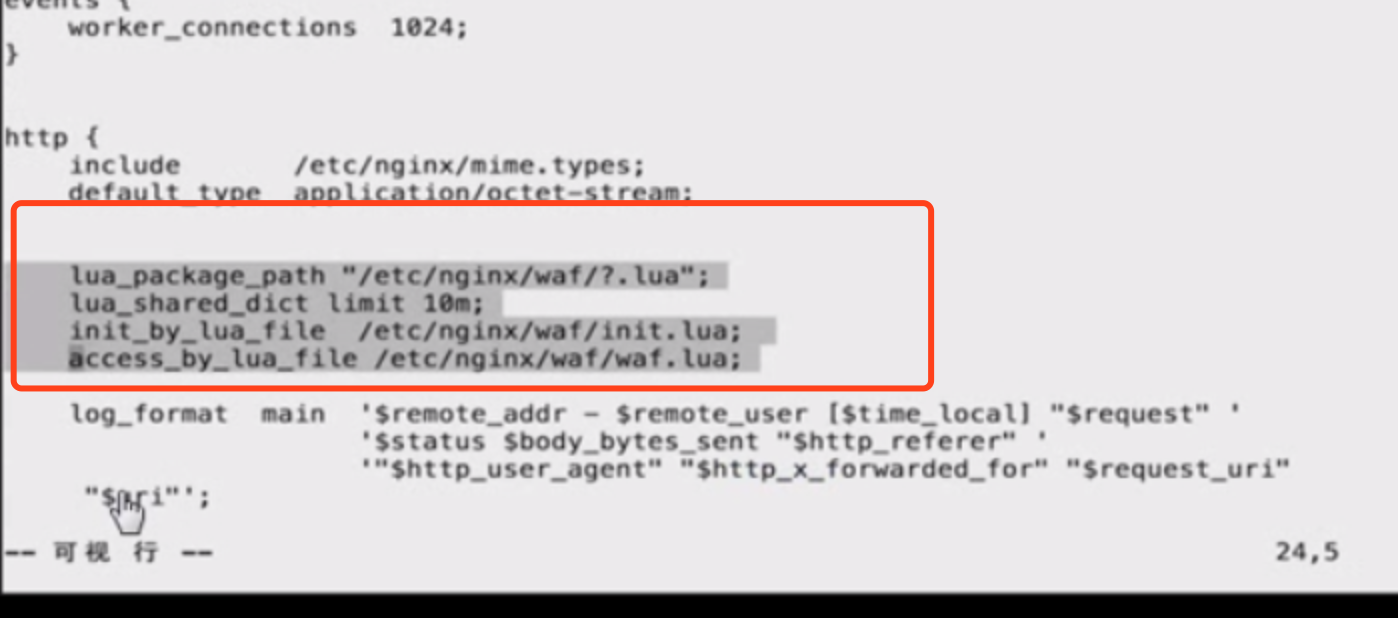 events {
    worker_connections  1024;
}
http {
    include       /etc/nginx/mime.types;
    default_type  application/octet-stream;
    lua_package_path "/etc/nginx/waf/?.lua";
    lua_shared_dict limit 10m;
    init_by_lua_file  /etc/nginx/waf/init.lua;
    access_by_lua_file /etc/nginx/waf/waf.lua;
    log_format  main  '$remote_addr - $remote_user [$time_local] "$request" '
                      '$status $body_bytes_sent "$http_referer" '
                      '"$http_user_agent" "$http_x_forwarded_for" "$request_uri"
     "$uri"';
-- 可视 行 --                                                                  24,5